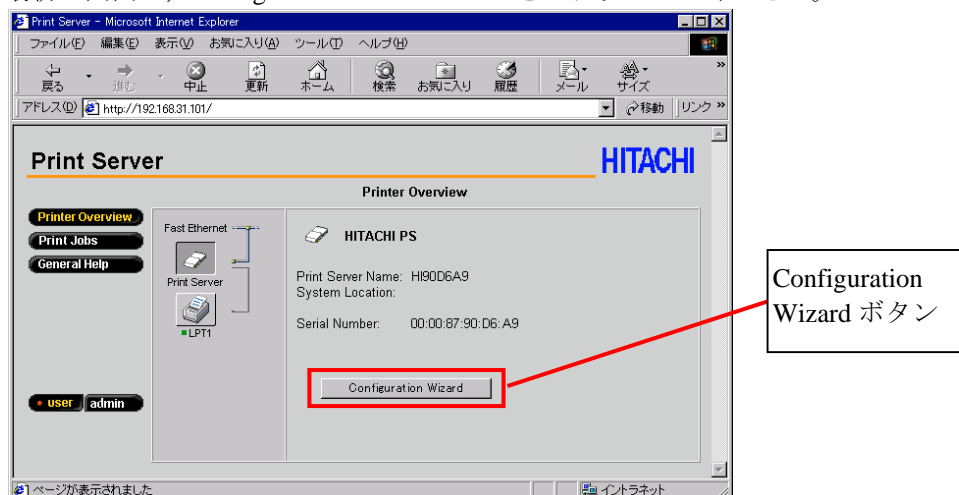 Print Server - Microsoft Internet Explorer
ファイル(F) 編集(E) 表示(V) お気に入り(A) ツール(T) ヘルプ(H)
戻る 進む 中止 更新 ホーム 検索 お気に入り 履歴 メール サイズ »
アドレス(D) http://192.168.31.101/ 移動 リンク »
Print Server HITACHI
Printer Overview
Printer Overview
Print Jobs
General Help
user admin
Fast Ethernet
Print Server
LPT1
HITACHI PS
Print Server Name: HI90D6A9
System Location:
Serial Number: 00:00:87:90:D6:A9
Configuration Wizard
ページが表示されました イントラネット
Configuration
Wizard ボタン